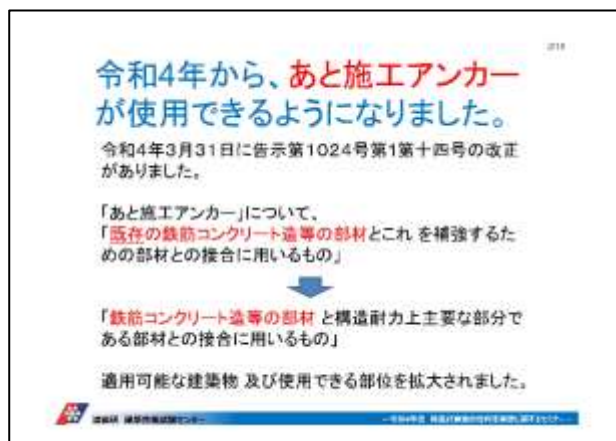 令和4年から、あと施工アンカー
が使用できるようになりました。
令和4年3月31日に告示第1024号第1第十四号の改正
がありました。
「あと施工アンカー」について、
「既存の鉄筋コンクリート造等の部材とこれ を補強するた
めの部材との接合に用いるもの」
「鉄筋コンクリート造等の部材 と構造耐力上主要な部分で
ある部材との接合に用いるもの」
適用可能な建築物 及び使用できる部位を拡大されました。